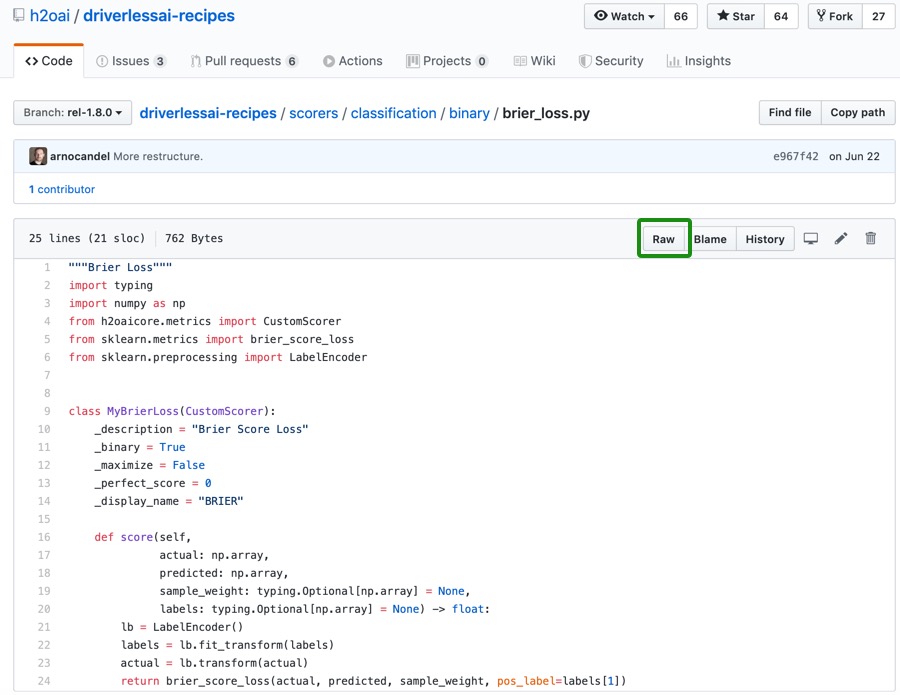 h2oai / driverlessai-recipes
Watch 66 Star 64 Fork 27
Code Issues 3 Pull requests 6 Actions Projects 0 Wiki Security Insights
Branch: rel-1.8.0 driverlessai-recipes / scorers / classification / binary / brier_loss.py Find file Copy path
arnocandel More restructure. e967f42 on Jun 22
1 contributor
25 lines (21 sloc) 762 Bytes Raw Blame History
1 """Brier Loss"""
2 import typing
3 import numpy as np
4 from h2oaicore.metrics import CustomScorer
5 from sklearn.metrics import brier_score_loss
6 from sklearn.preprocessing import LabelEncoder
7
8
9 class MyBrierLoss(CustomScorer):
10     _description = "Brier Score Loss"
11     _binary = True
12     _maximize = False
13     _perfect_score = 0
14     _display_name = "BRIER"
15
16     def score(self,
17               actual: np.array,
18               predicted: np.array,
19               sample_weight: typing.Optional[np.array] = None,
20               labels: typing.Optional[np.array] = None) -> float:
21         lb = LabelEncoder()
22         labels = lb.fit_transform(labels)
23         actual = lb.transform(actual)
24         return brier_score_loss(actual, predicted, sample_weight, pos_label=labels[1])